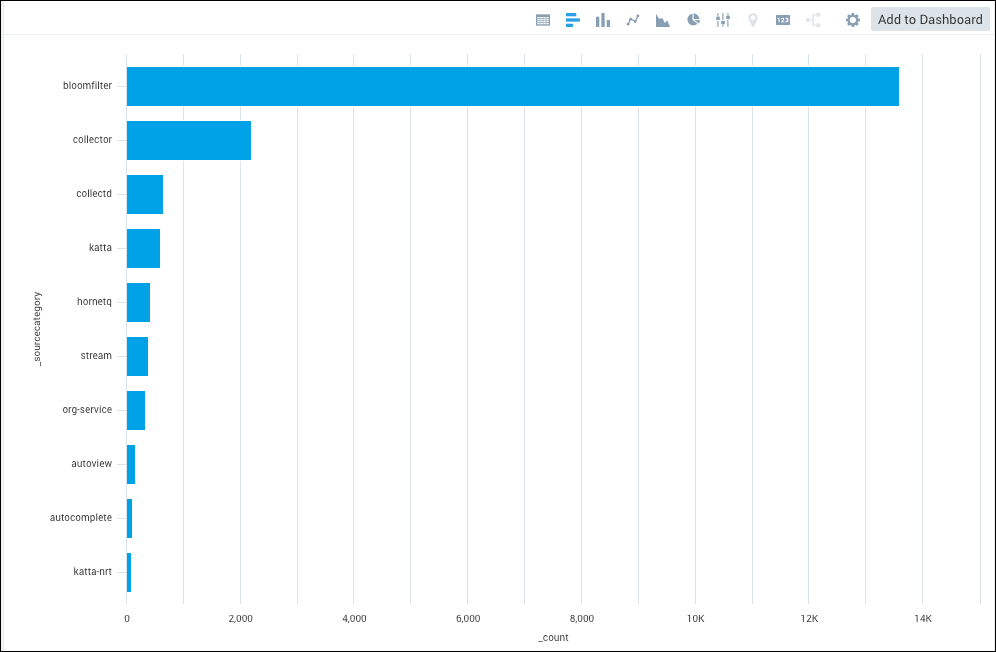 123
Add to Dashboard
bloomfilter
collector
collectd
katta
hornetq
_sourcecategory
stream
org-service
autoview
autocomplete
katta-nrt
0 2,000 4,000 6,000 8,000 10K 12K 14K
_count